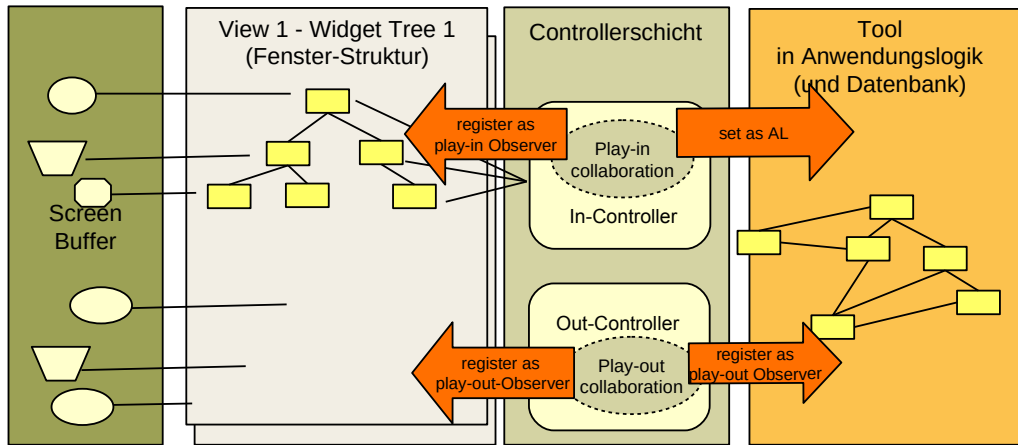 View 1 - Widget Tree 1
(Fenster-Struktur)
Controllerschicht
Tool
in Anwendungslogik
(und Datenbank)
register as
play-in Observer
set as AL
Play-in
collaboration
In-Controller
Screen
Buffer
Out-Controller
register as
play-out-Observer
Play-out
collaboration
register as
play-out Observer